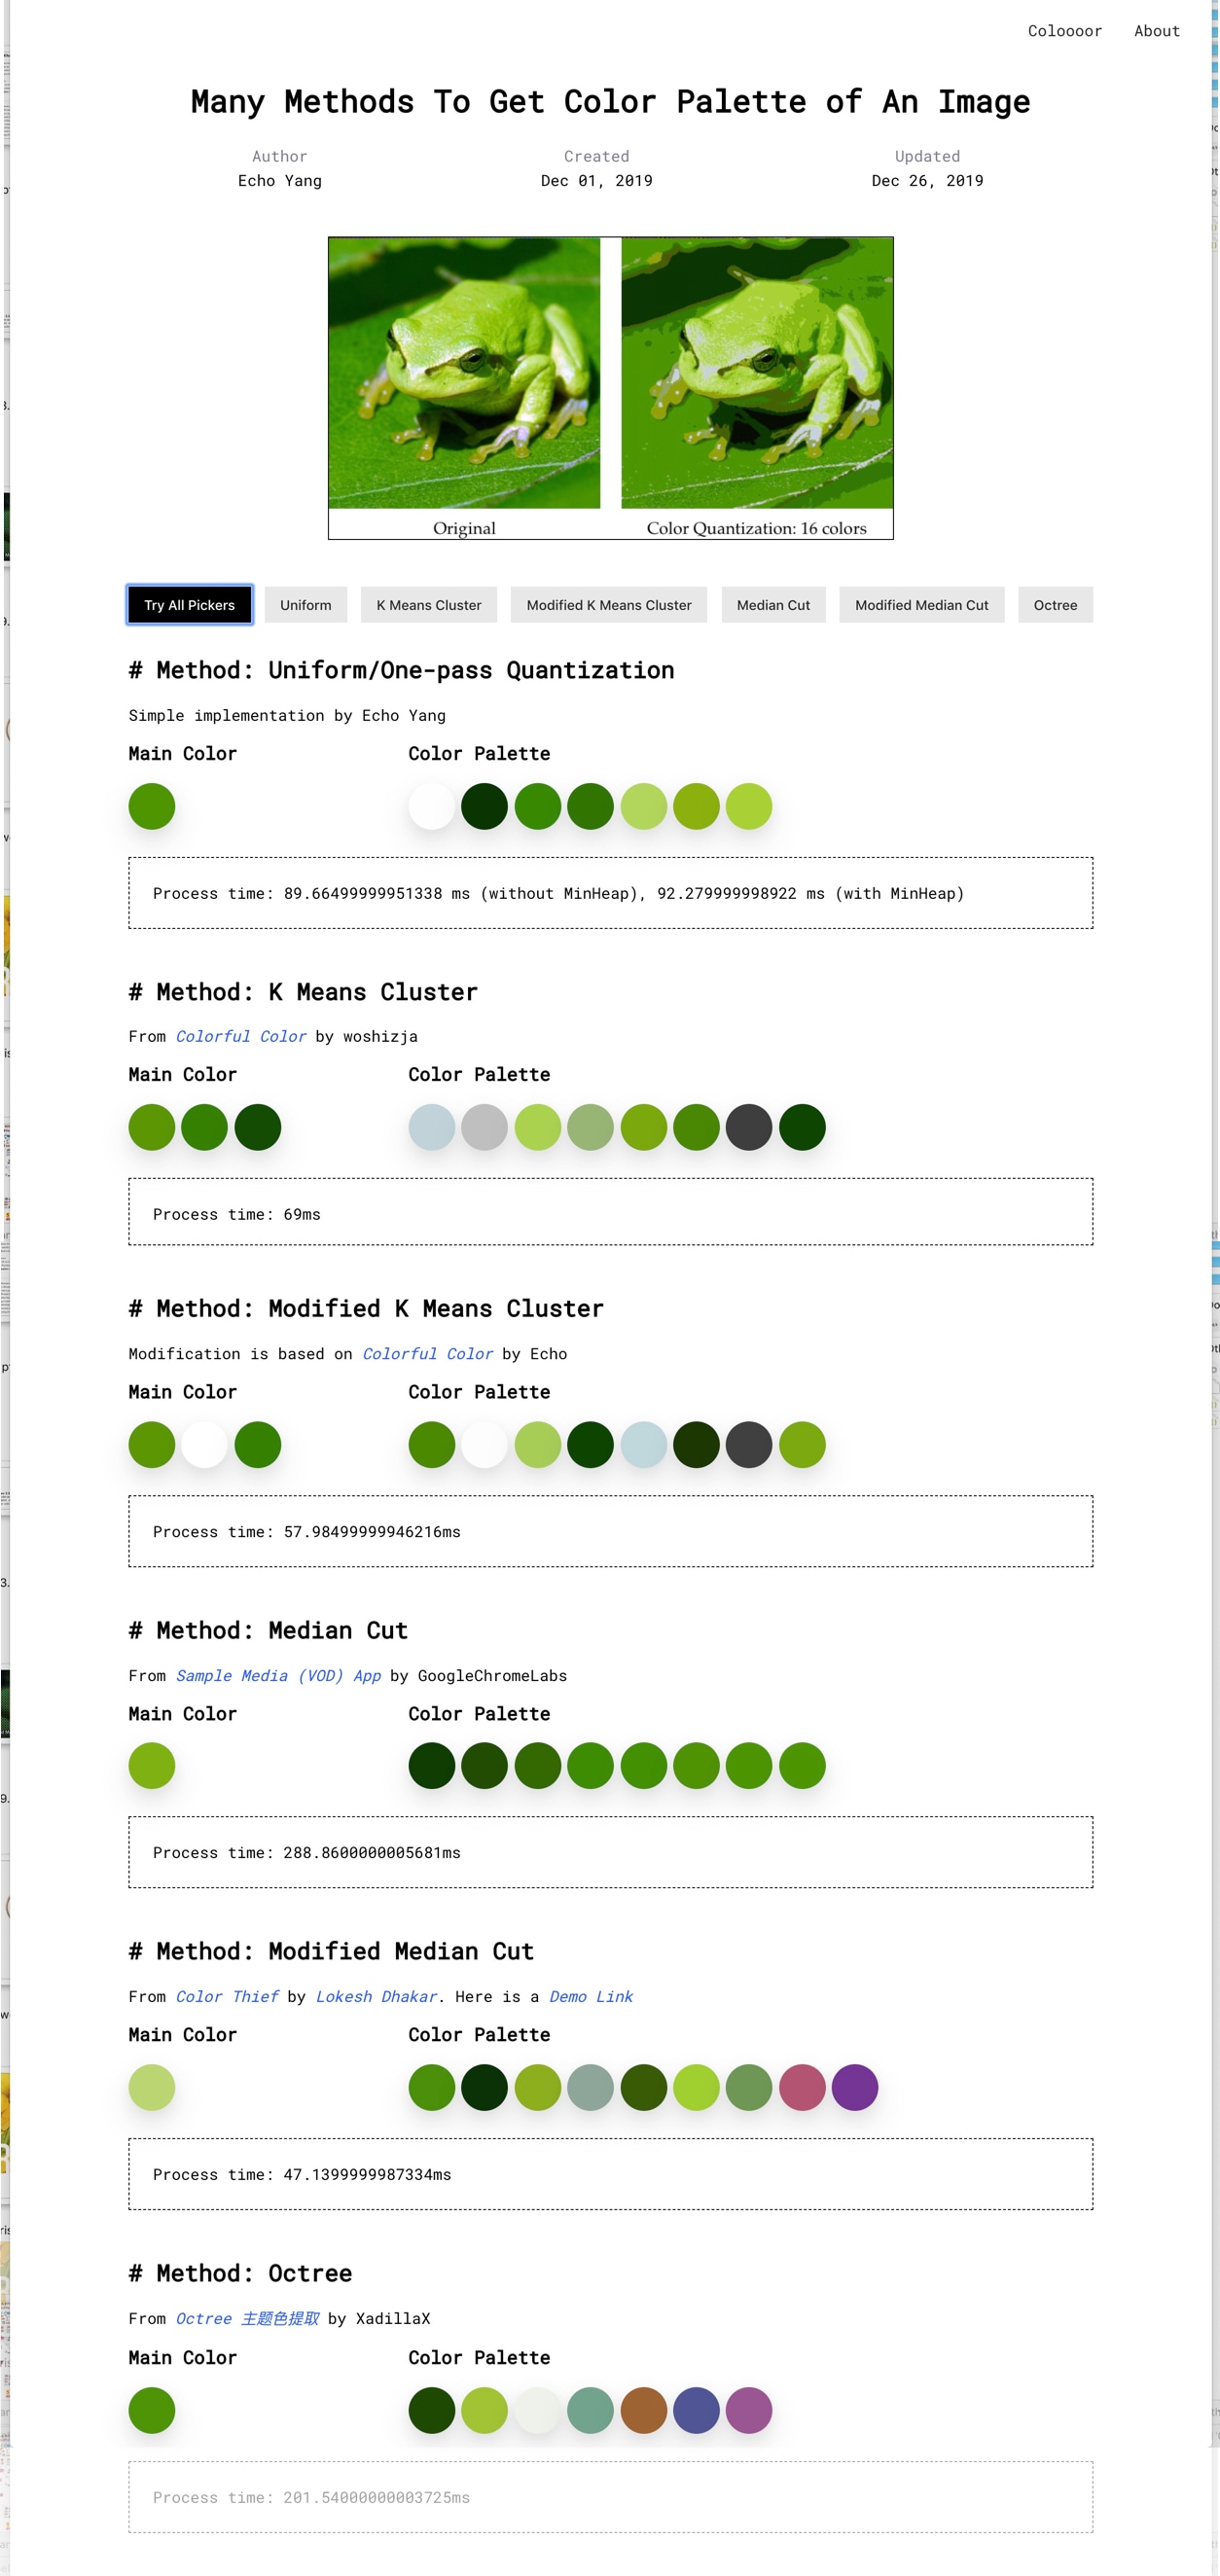 Coloooor About
Many Methods To Get Color Palette of An Image
Author Created Updated
Echo Yang Dec 01, 2019 Dec 26, 2019
Original Color Quantization: 16 colors
Try All Pickers Uniform K Means Cluster Modified K Means Cluster Median Cut Modified Median Cut Octree
# Method: Uniform/One-pass Quantization
Simple implementation by Echo Yang
Main Color Color Palette
Process time: 89.66499999951338 ms (without MinHeap), 92.279999998922 ms (with MinHeap)
# Method: K Means Cluster
From Colorful Color by woshizja
Main Color Color Palette
Process time: 69ms
# Method: Modified K Means Cluster
Modification is based on Colorful Color by Echo
Main Color Color Palette
Process time: 57.98499999946216ms
# Method: Median Cut
From Sample Media (VOD) App by GoogleChromeLabs
Main Color Color Palette
Process time: 288.8600000005681ms
# Method: Modified Median Cut
From Color Thief by Lokesh Dhakar. Here is a Demo Link
Main Color Color Palette
Process time: 47.1399999987334ms
# Method: Octree
From Octree 主题色提取 by XadillaX
Main Color Color Palette
Process time: 201.54000000003725ms